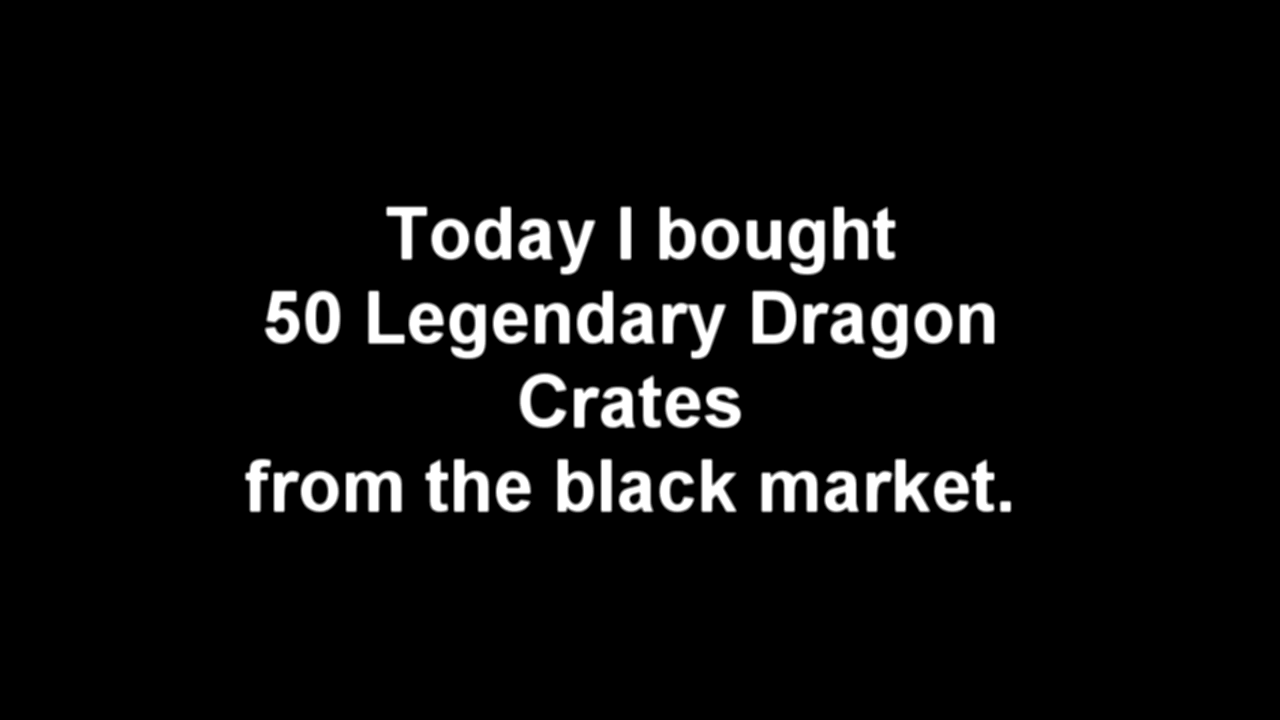 Today I bought
50 Legendary Dragon
Crates
from the black market.